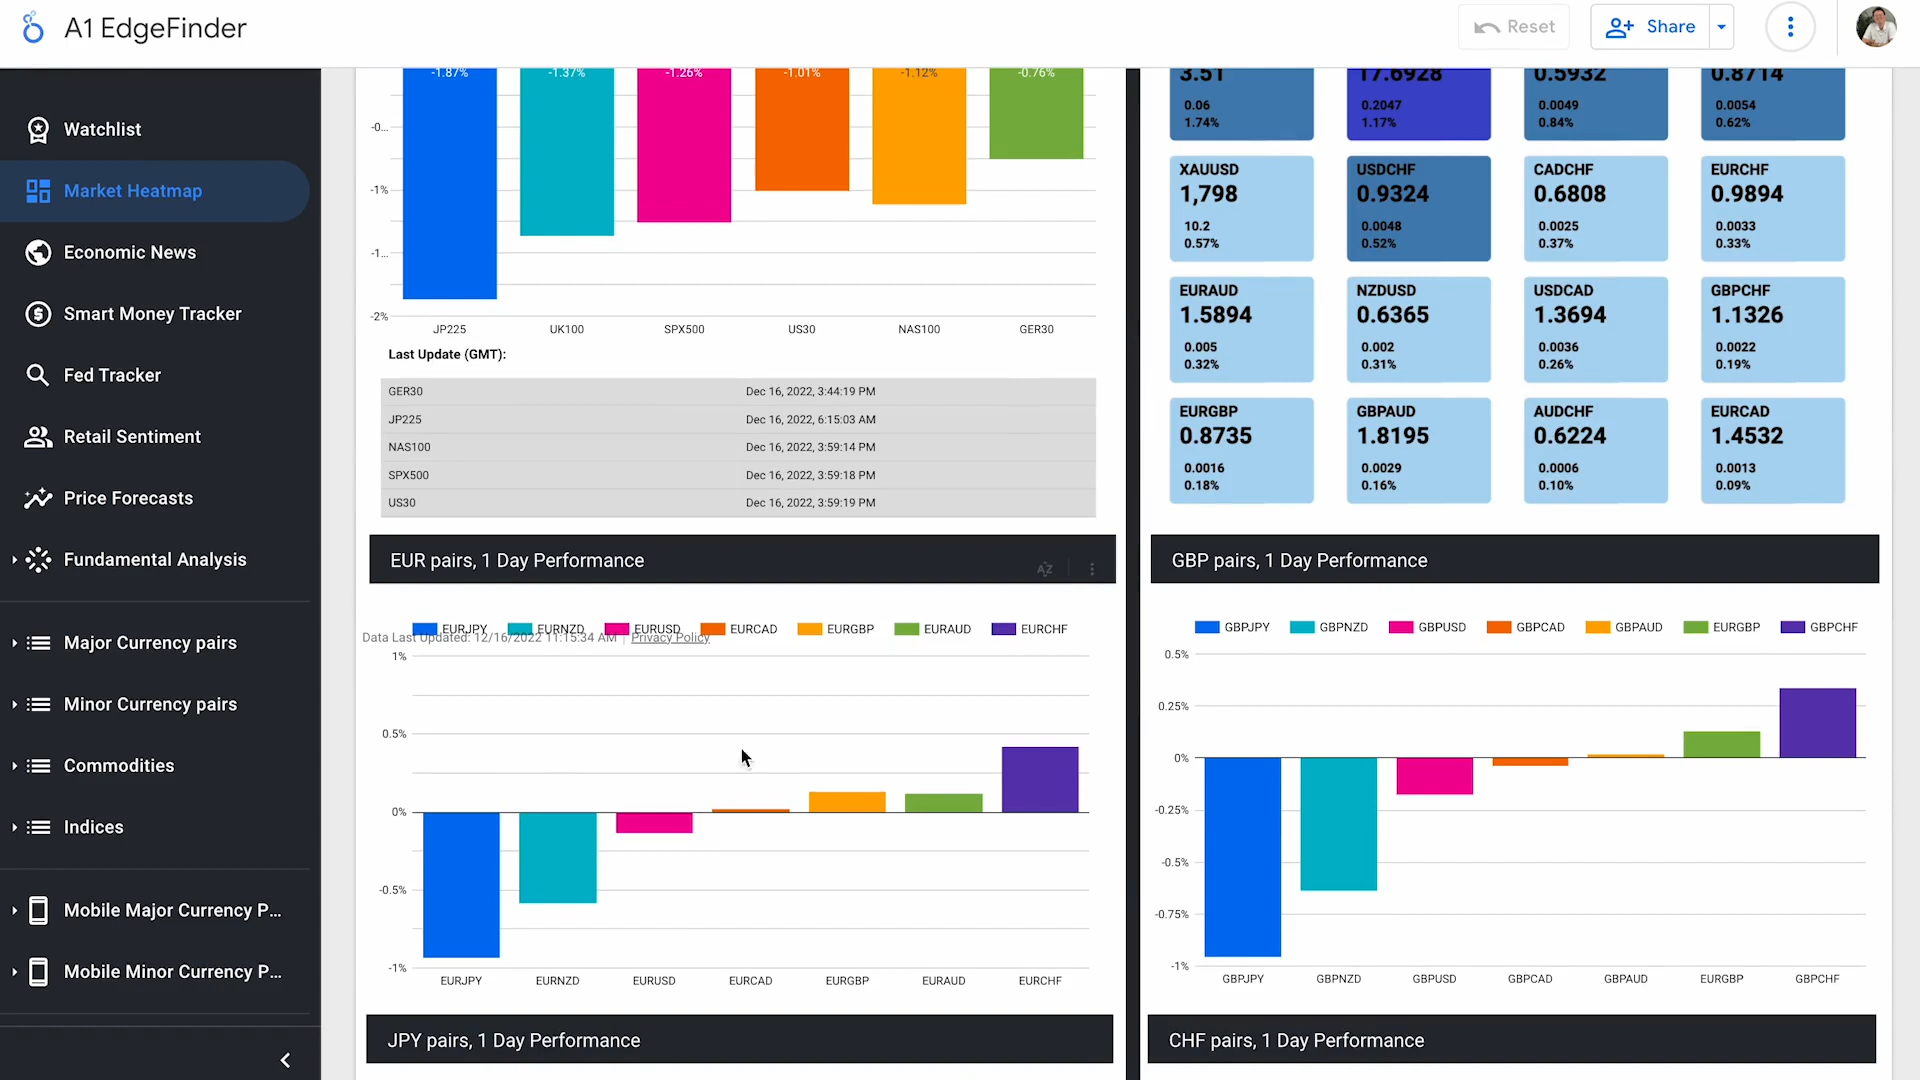 A1 EdgeFinder
Reset
Share
Watchlist
Market Heatmap
Economic News
Smart Money Tracker
Fed Tracker
Retail Sentiment
Price Forecasts
Fundamental Analysis
Major Currency pairs
Minor Currency pairs
Commodities
Indices
Mobile Major Currency P...
Mobile Minor Currency P...
-1.87% -1.37% -1.26% -1.01% -1.12% -0.76%
-0...
-1%
-1...
-2%
JP225 UK100 SPX500 US30 NAS100 GER30
Last Update (GMT):
GER30 Dec 16, 2022, 3:44:19 PM
JP225 Dec 16, 2022, 6:15:03 AM
NAS100 Dec 16, 2022, 3:59:14 PM
SPX500 Dec 16, 2022, 3:59:18 PM
US30 Dec 16, 2022, 3:59:19 PM
3.51 17.6928 0.5932 0.8714
0.06 0.2047 0.0049 0.0054
1.74% 1.17% 0.84% 0.62%
XAUUSD USDCHF CADCHF EURCHF
1,798 0.9324 0.6808 0.9894
10.2 0.0048 0.0025 0.0033
0.57% 0.52% 0.37% 0.33%
EURAUD NZDUSD USDCAD GBPCHF
1.5894 0.6365 1.3694 1.1326
0.005 0.002 0.0036 0.0022
0.32% 0.31% 0.26% 0.19%
EURGBP GBPAUD AUDCHF EURCAD
0.8735 1.8195 0.6224 1.4532
0.0016 0.0029 0.0006 0.0013
0.18% 0.16% 0.10% 0.09%
EUR pairs, 1 Day Performance
EURJPY EURNZD EURUSD EURCAD EURGBP EURAUD EURCHF
Data Last Updated: 12/16/2022 11:15:34 AM | Privacy Policy
1%
0.5%
0%
-0.5%
-1%
EURJPY EURNZD EURUSD EURCAD EURGBP EURAUD EURCHF
GBP pairs, 1 Day Performance
GBPJPY GBPNZD GBPUSD GBPCAD GBPAUD EURGBP GBPCHF
0.5%
0.25%
0%
-0.25%
-0.5%
-0.75%
-1%
GBPJPY GBPNZD GBPUSD GBPCAD GBPAUD EURGBP GBPCHF
JPY pairs, 1 Day Performance
CHF pairs, 1 Day Performance